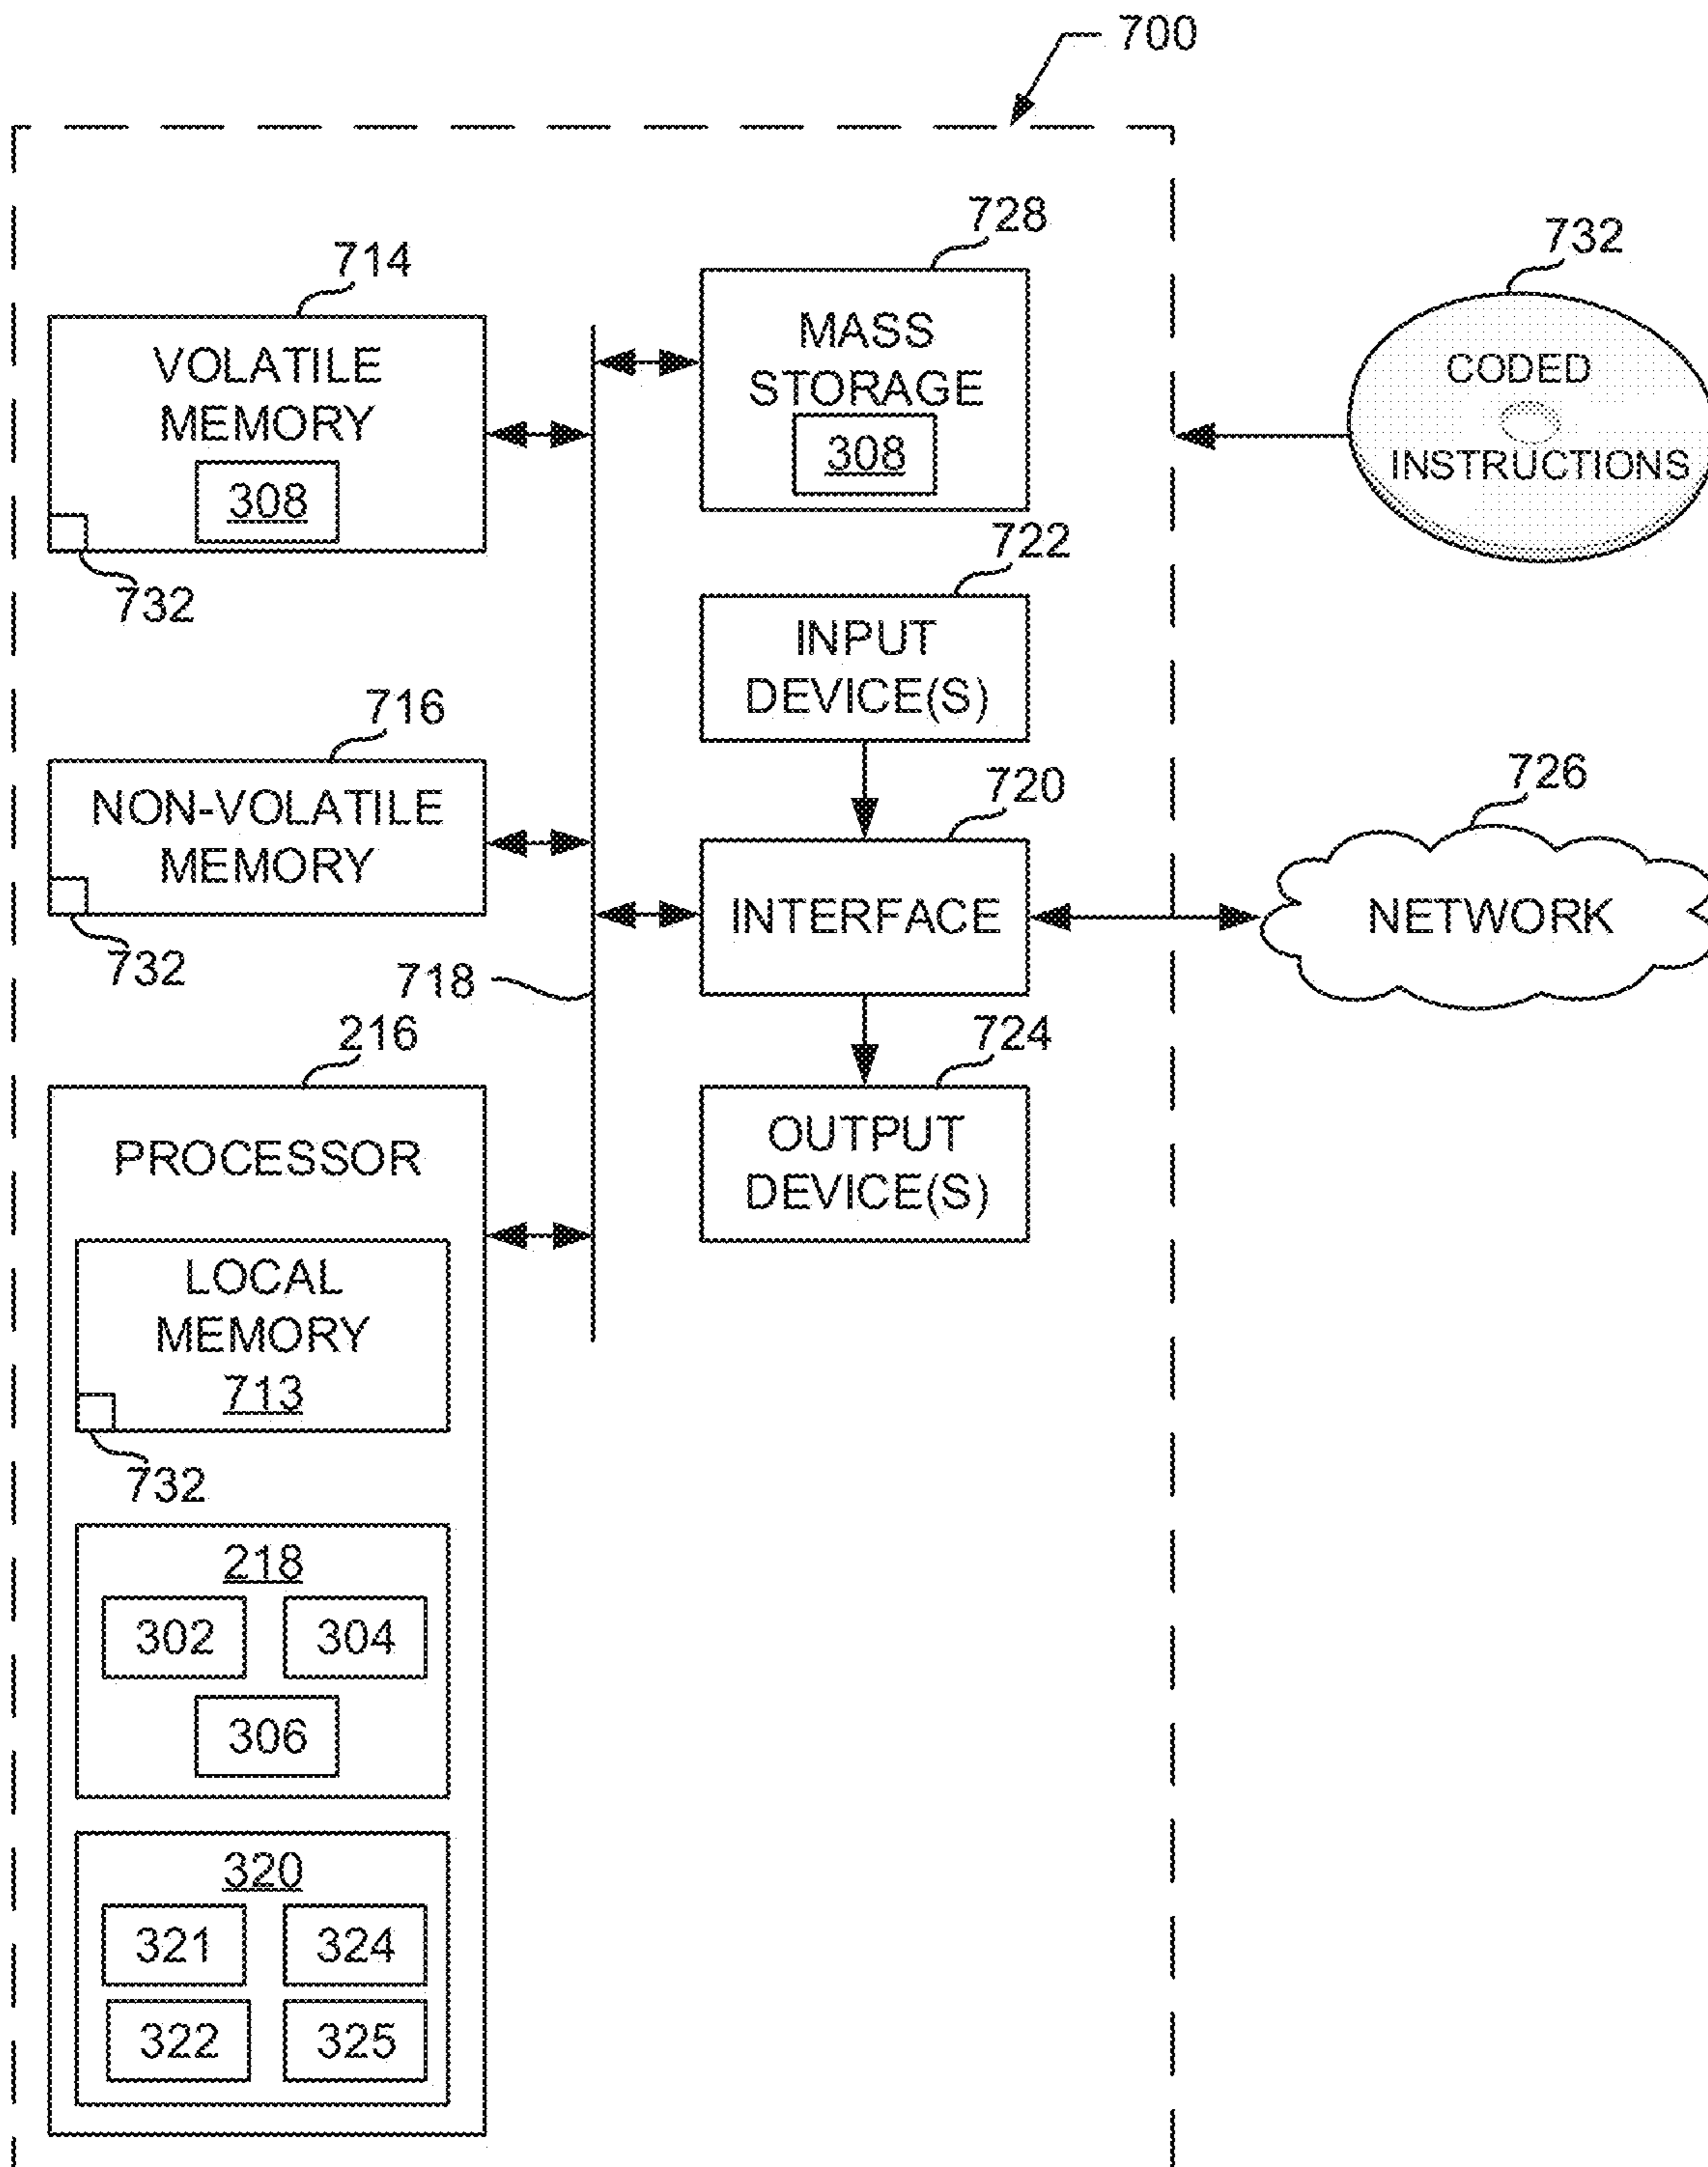 700
728
732
714
MASS
STORAGE
308
CODED
INSTRUCTIONS
VOLATILE
MEMORY
308
732
722
INPUT
DEVICE(S)
716
NON-VOLATILE
MEMORY
732
720
INTERFACE
726
NETWORK
718
724
OUTPUT
DEVICE(S)
216
PROCESSOR
LOCAL
MEMORY
713
732
218
302
304
306
320
321
324
322
325